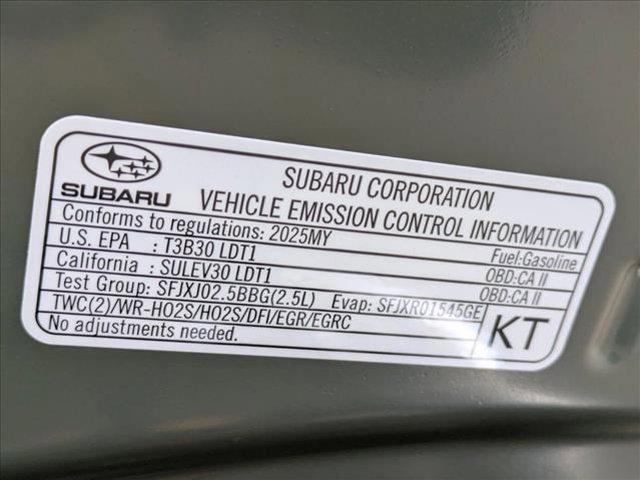 SUBARU
SUBARU CORPORATION
VEHICLE EMISSION CONTROL INFORMATION
Conforms to regulations: 2025MY Fuel:Gasoline
U.S. EPA : T3B30 LDT1 OBD:CA II
California : SULEV30 LDT1 OBD:CA II
Test Group: SFJXJ02.5BBG(2.5L) Evap: SFJXR01545GE
TWC(2)/WR-HO2S/HO2S/DFI/EGR/EGRC
No adjustments needed.
KT